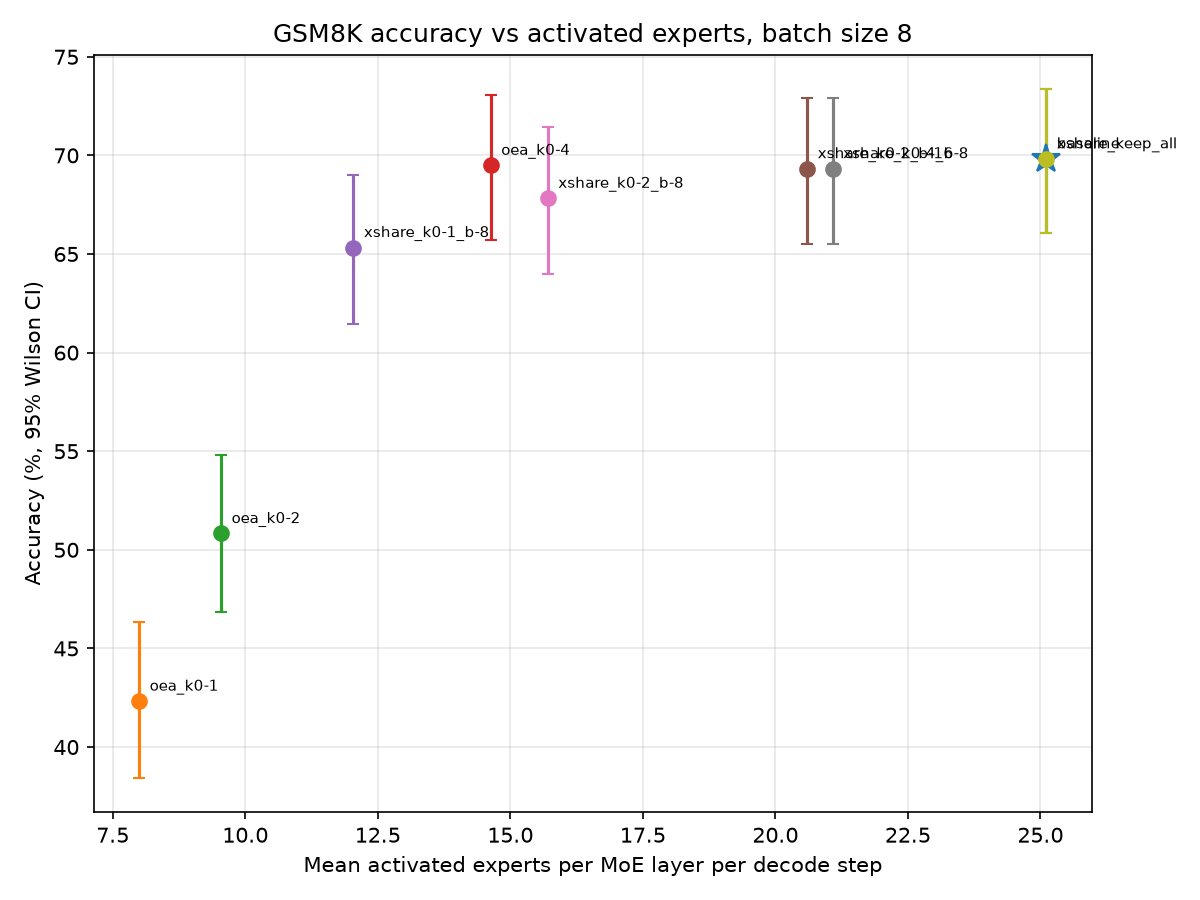 GSM8K accuracy vs activated experts, batch size 8
75
70
65
60
55
50
45
40
Accuracy (%, 95% Wilson CI)
oea_k0-4
xshare_k0-2_b-8
xshare_k0-1_b-8
oea_k0-2
oea_k0-1
7.5
10.0
12.5
15.0
17.5
20.0
22.5
25.0
Mean activated experts per MoE layer per decode step